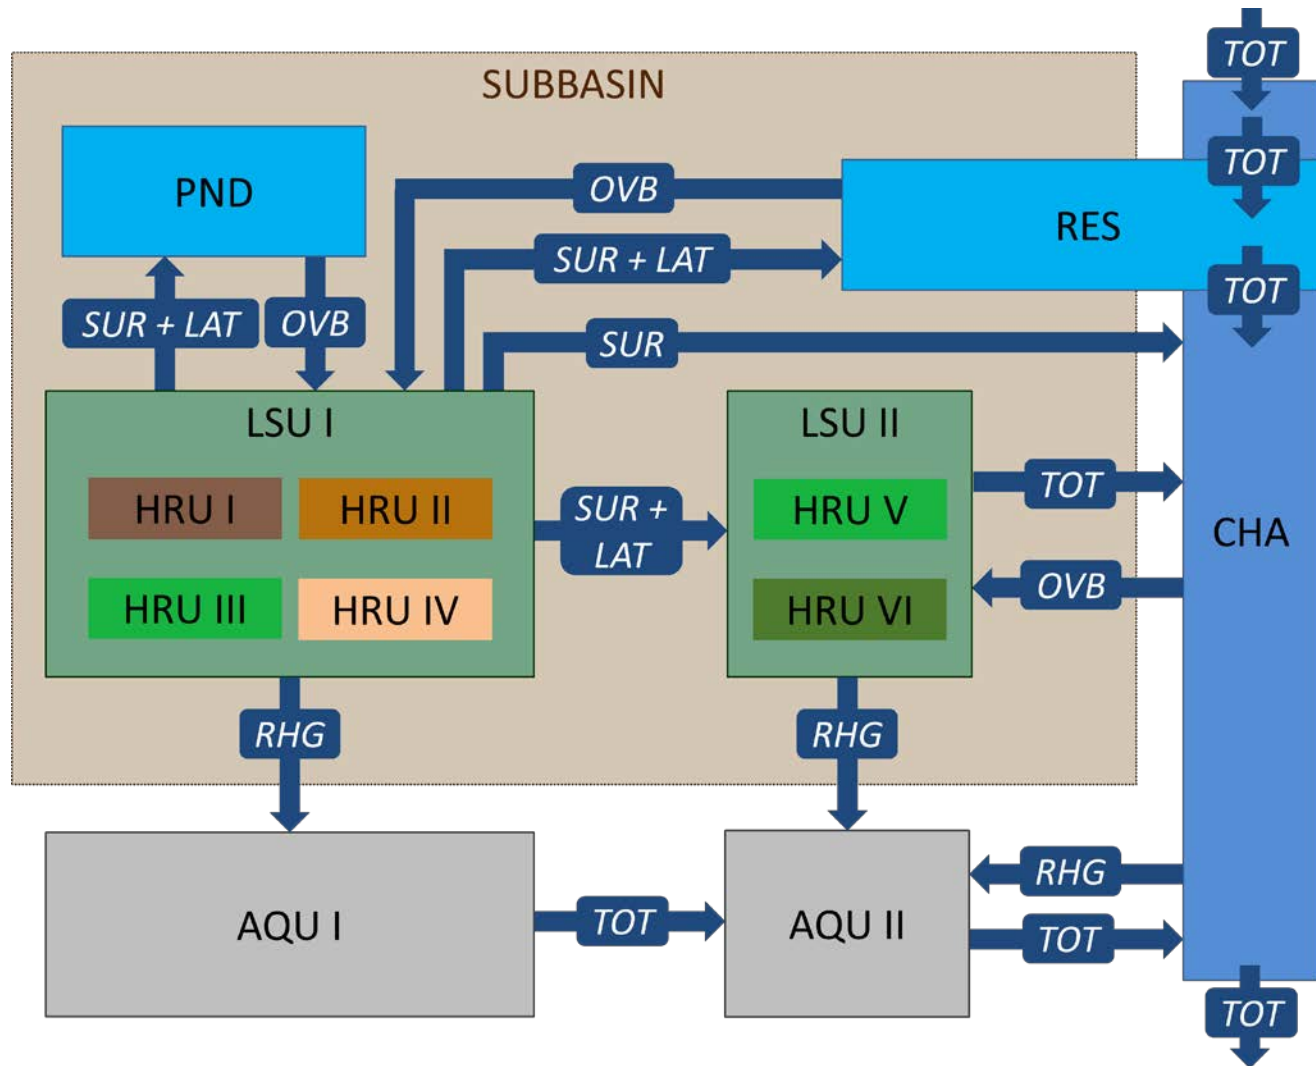 TOT
SUBBASIN
TOT
PND
OVB
RES
SUR + LAT
TOT
SUR + LAT
OVB
SUR
LSU I
LSU II
HRU I
HRU II
SUR +
LAT
HRU V
TOT
CHA
HRU III
HRU IV
HRU VI
OVB
RHG
RHG
AQU I
TOT
AQU II
RHG
TOT
TOT